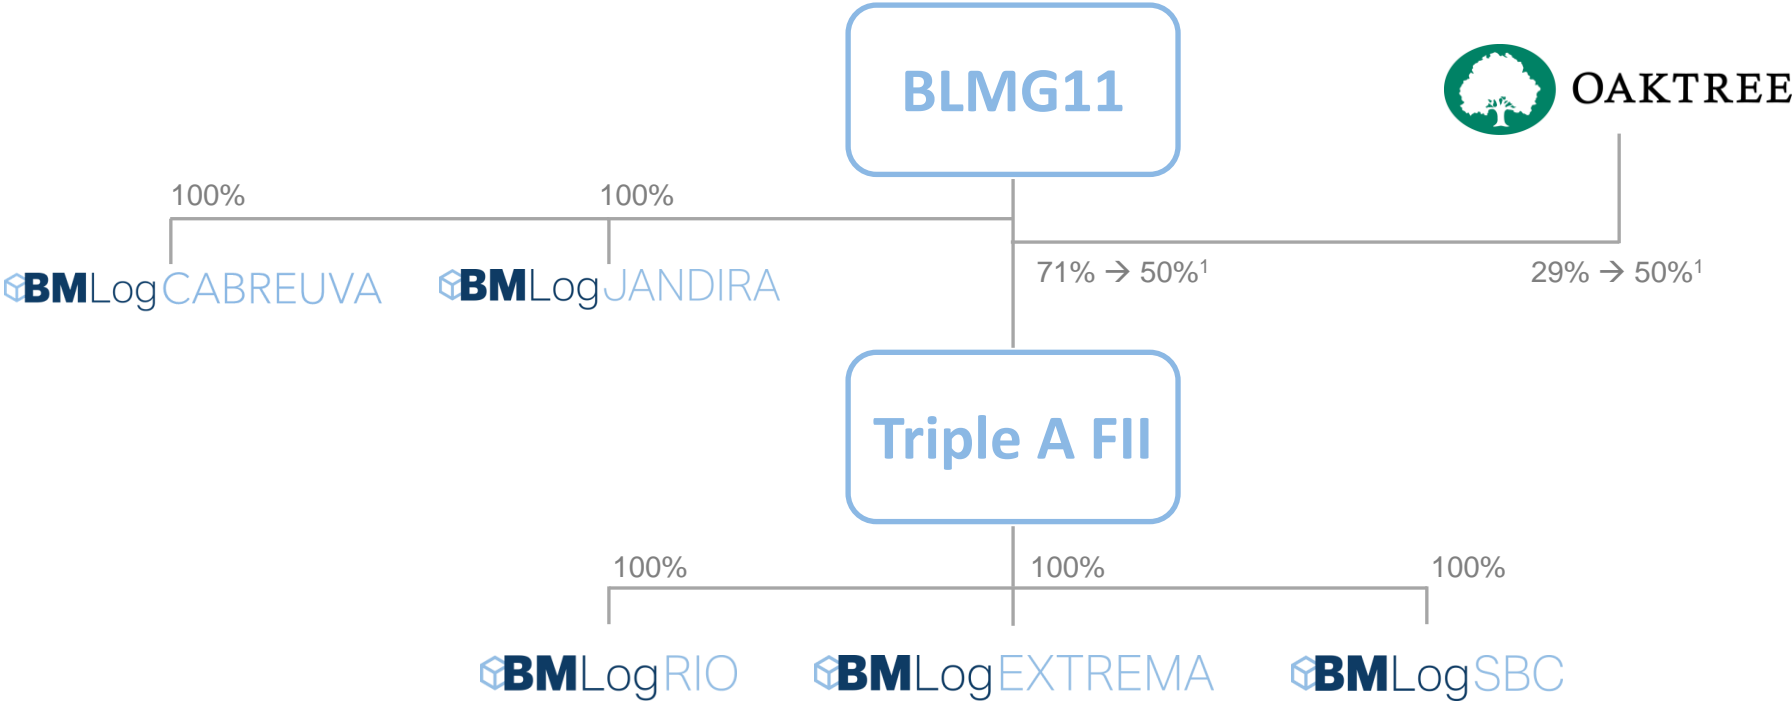 BLMG11
OAKTREE
100%
100%
BMLogCABREUVA
BMLogJANDIRA
71% → 50%¹
29% → 50%¹
Triple A FII
100%
100%
100%
BMLogRIO
BMLogEXTREMA
BMLogSBC